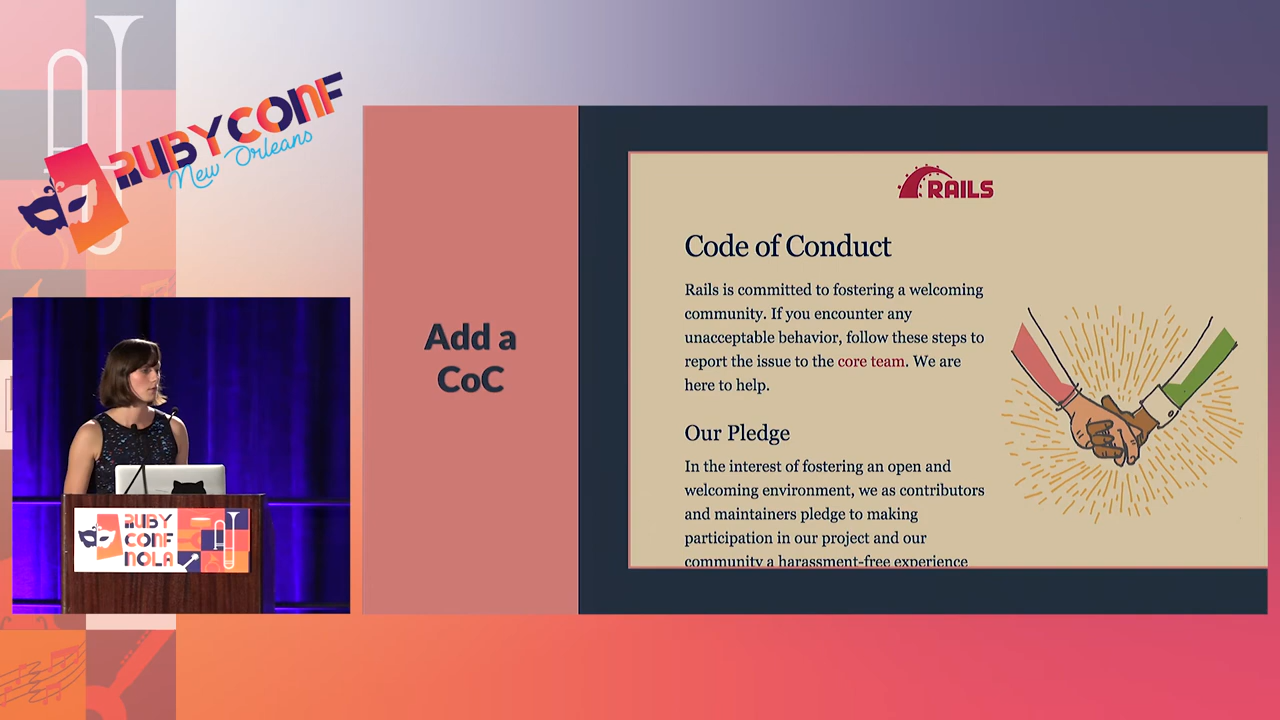 RUBYCONF
New Orleans
RUBY
CONF
NOLA
Add a
CoC
RAILS
Code of Conduct
Rails is committed to fostering a welcoming
community. If you encounter any
unacceptable behavior, follow these steps to
report the issue to the core team. We are
here to help.
Our Pledge
In the interest of fostering an open and
welcoming environment, we as contributors
and maintainers pledge to making
participation in our project and our
community a harassment-free experience